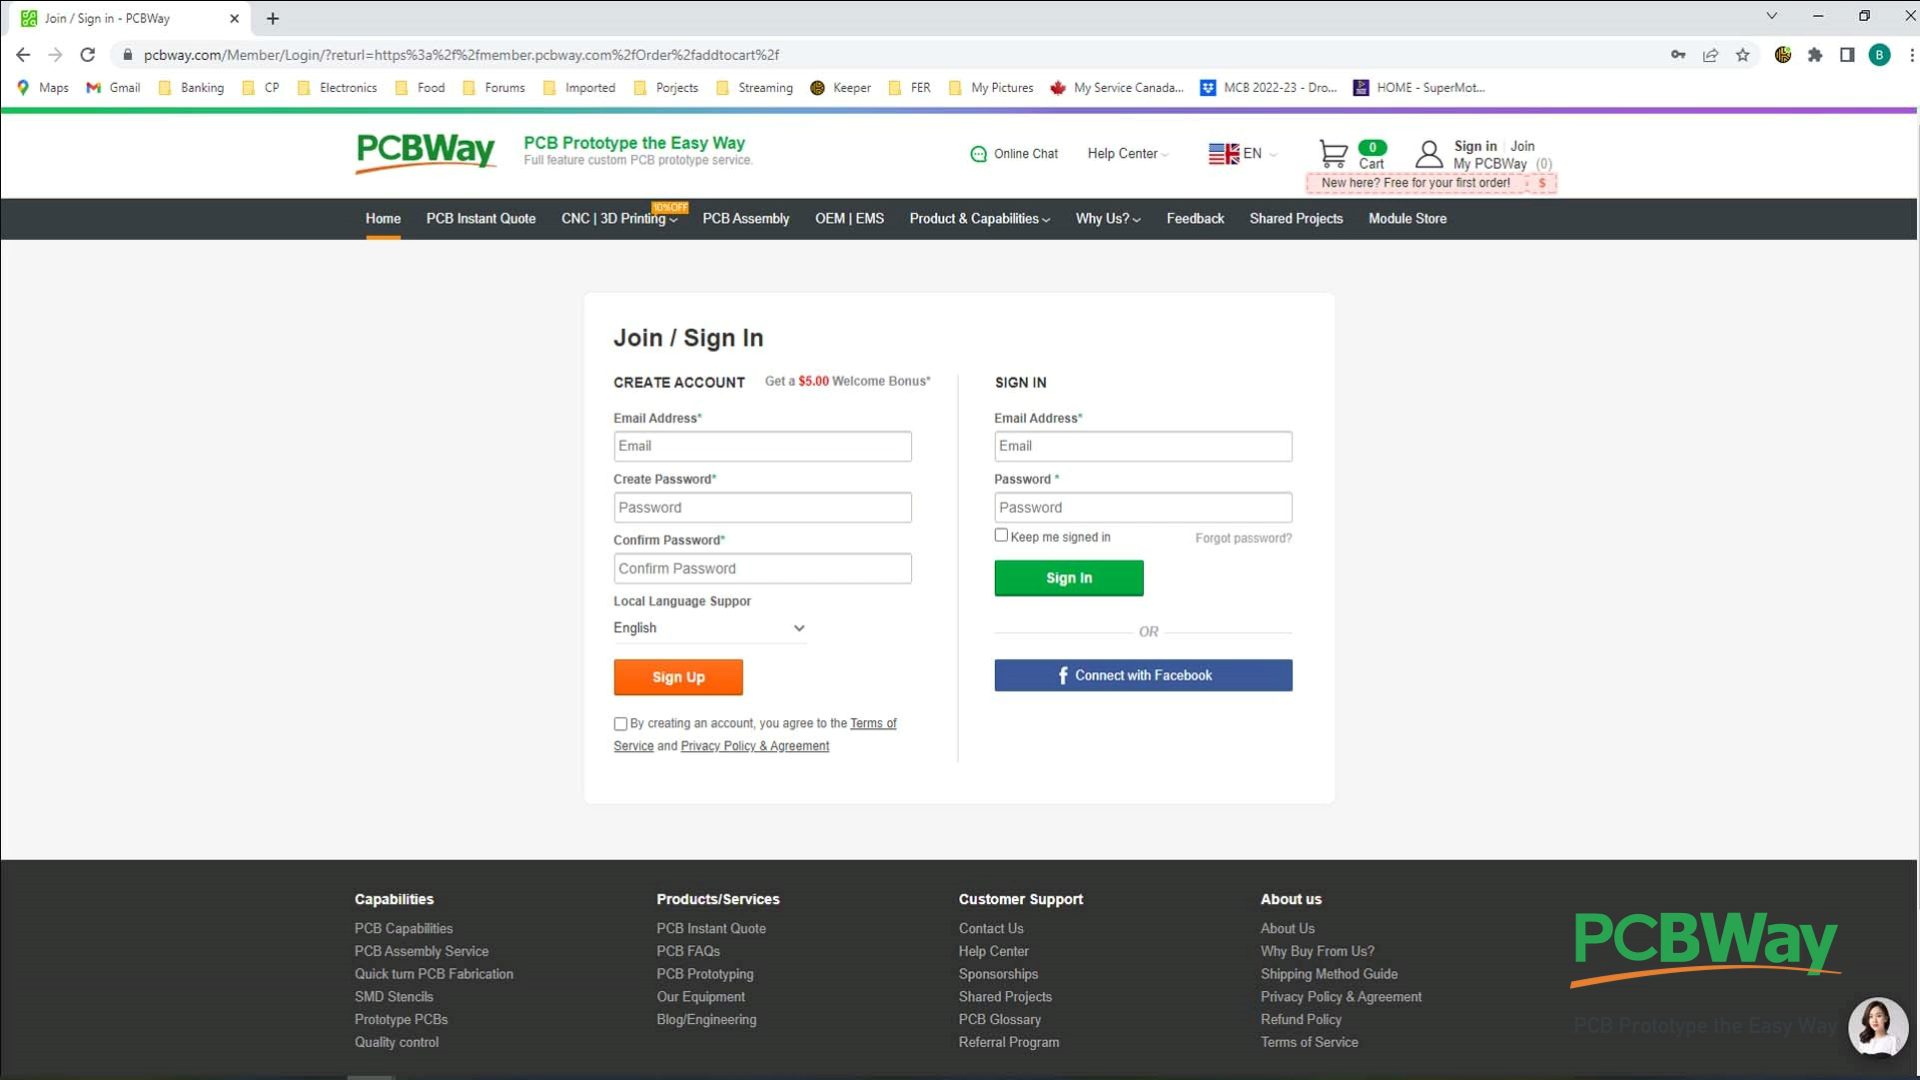 Join / Sign in - PCBWay
pcbway.com/Member/Login/?returl=https%3a%2f%2fmember.pcbway.com%2fOrder%2faddtocart%2f
B
Maps Gmail Banking CP Electronics Food Forums Imported Porjects Streaming Keeper FER My Pictures My Service Canada... MCB 2022-23 - Dro... HOME - SuperMot...
PCBWay
PCB Prototype the Easy Way
Full feature custom PCB prototype service.
Online Chat Help Center EN 0 Cart
Sign in Join
My PCBWay (0)
New here? Free for your first order! $
10%OFF
Home PCB Instant Quote CNC | 3D Printing PCB Assembly OEM | EMS Product & Capabilities Why Us? Feedback Shared Projects Module Store
Join / Sign In
CREATE ACCOUNT Get a $5.00 Welcome Bonus*
Email Address*
Email
Create Password*
Password
Confirm Password*
Confirm Password
Local Language Suppor
English
Sign Up
By creating an account, you agree to the Terms of
Service and Privacy Policy & Agreement
SIGN IN
Email Address*
Email
Password *
Password
Keep me signed in Forgot password?
Sign In
OR
f Connect with Facebook
Capabilities
PCB Capabilities
PCB Assembly Service
Quick turn PCB Fabrication
SMD Stencils
Prototype PCBs
Quality control
Products/Services
PCB Instant Quote
PCB FAQs
PCB Prototyping
Our Equipment
Blog/Engineering
Customer Support
Contact Us
Help Center
Sponsorships
Shared Projects
PCB Glossary
Referral Program
About us
About Us
Why Buy From Us?
Shipping Method Guide
Privacy Policy & Agreement
Refund Policy
Terms of Service
PCBWay
PCB Prototype the Easy Way